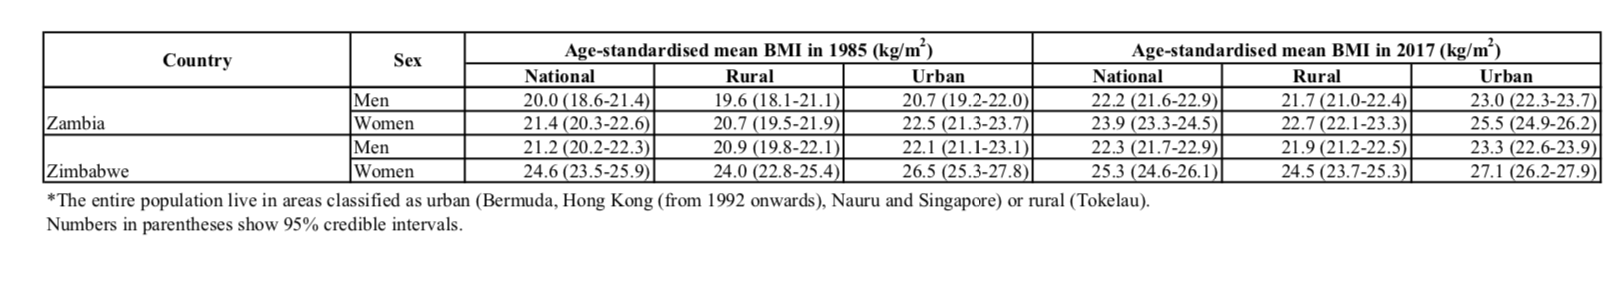 Country Sex Age-standardised mean BMI in 1985 (kg/m²) Age-standardised mean BMI in 2017 (kg/m²)
National Rural Urban National Rural Urban
Men 20.0 (18.6-21.4) 19.6 (18.1-21.1) 20.7 (19.2-22.0) 22.2 (21.6-22.9) 21.7 (21.0-22.4) 23.0 (22.3-23.7)
Zambia Women 21.4 (20.3-22.6) 20.7 (19.5-21.9) 22.5 (21.3-23.7) 23.9 (23.3-24.5) 22.7 (22.1-23.3) 25.5 (24.9-26.2)
Men 21.2 (20.2-22.3) 20.9 (19.8-22.1) 22.1 (21.1-23.1) 22.3 (21.7-22.9) 21.9 (21.2-22.5) 23.3 (22.6-23.9)
Zimbabwe Women 24.6 (23.5-25.9) 24.0 (22.8-25.4) 26.5 (25.3-27.8) 25.3 (24.6-26.1) 24.5 (23.7-25.3) 27.1 (26.2-27.9)
*The entire population live in areas classified as urban (Bermuda, Hong Kong (from 1992 onwards), Nauru and Singapore) or rural (Tokelau).
Numbers in parentheses show 95% credible intervals.